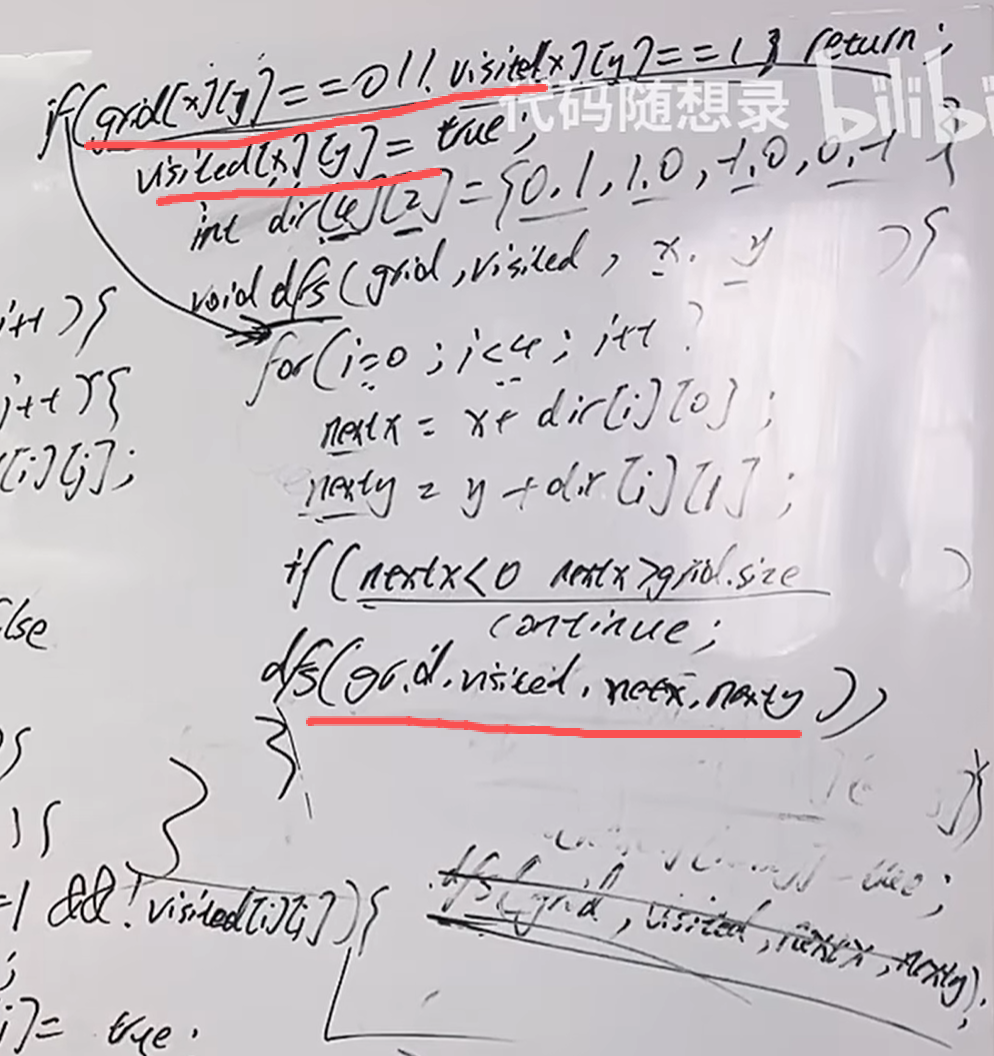 if(grid[x][y]==0||visited[x][y]==1) return;
代码随想录 bilibi
visited[x][y]=true;
int dir[4][2]={0,1,1,0,-1,0,0,-1}
void dfs(grid,visited, x, y ){
i++){
for(i=0;i<4;i++
j++){
nextx = x+dir[i][0];
[i][j];
nexty = y+dir[i][1];
if(nextx<0 nextx>grid.size )
continue;
else
dfs(grid,visited,nextx,nexty));
}
}
=1 &&!visited[i][j]){
dfs(grid,visited,nextx,nexty);
;
]= true.